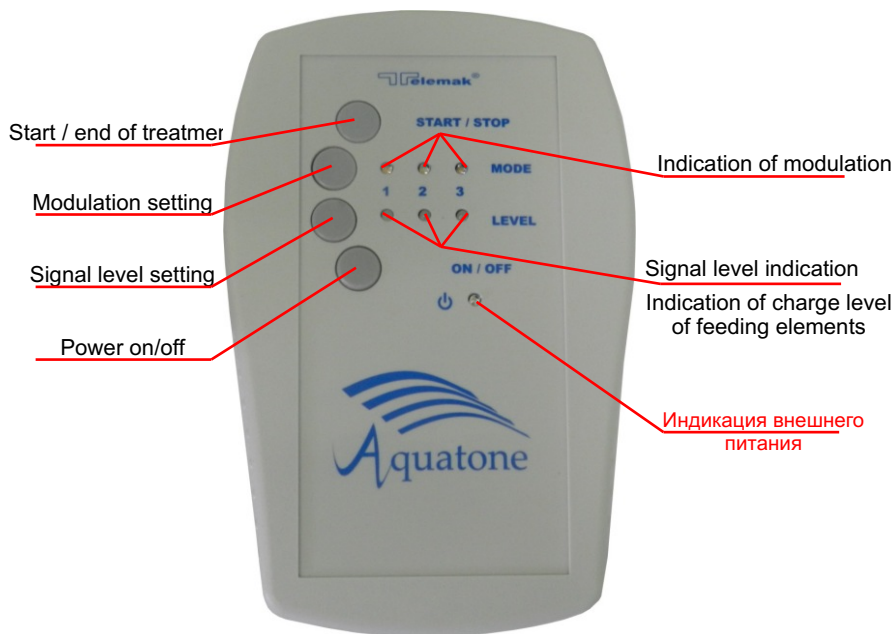 Telemak®
START / STOP
MODE
1 2 3
LEVEL
ON / OFF
Aquatone
Start / end of treatmer
Modulation setting
Signal level setting
Power on/off
Indication of modulation
Signal level indication
Indication of charge level
of feeding elements
Индикация внешнего
питания